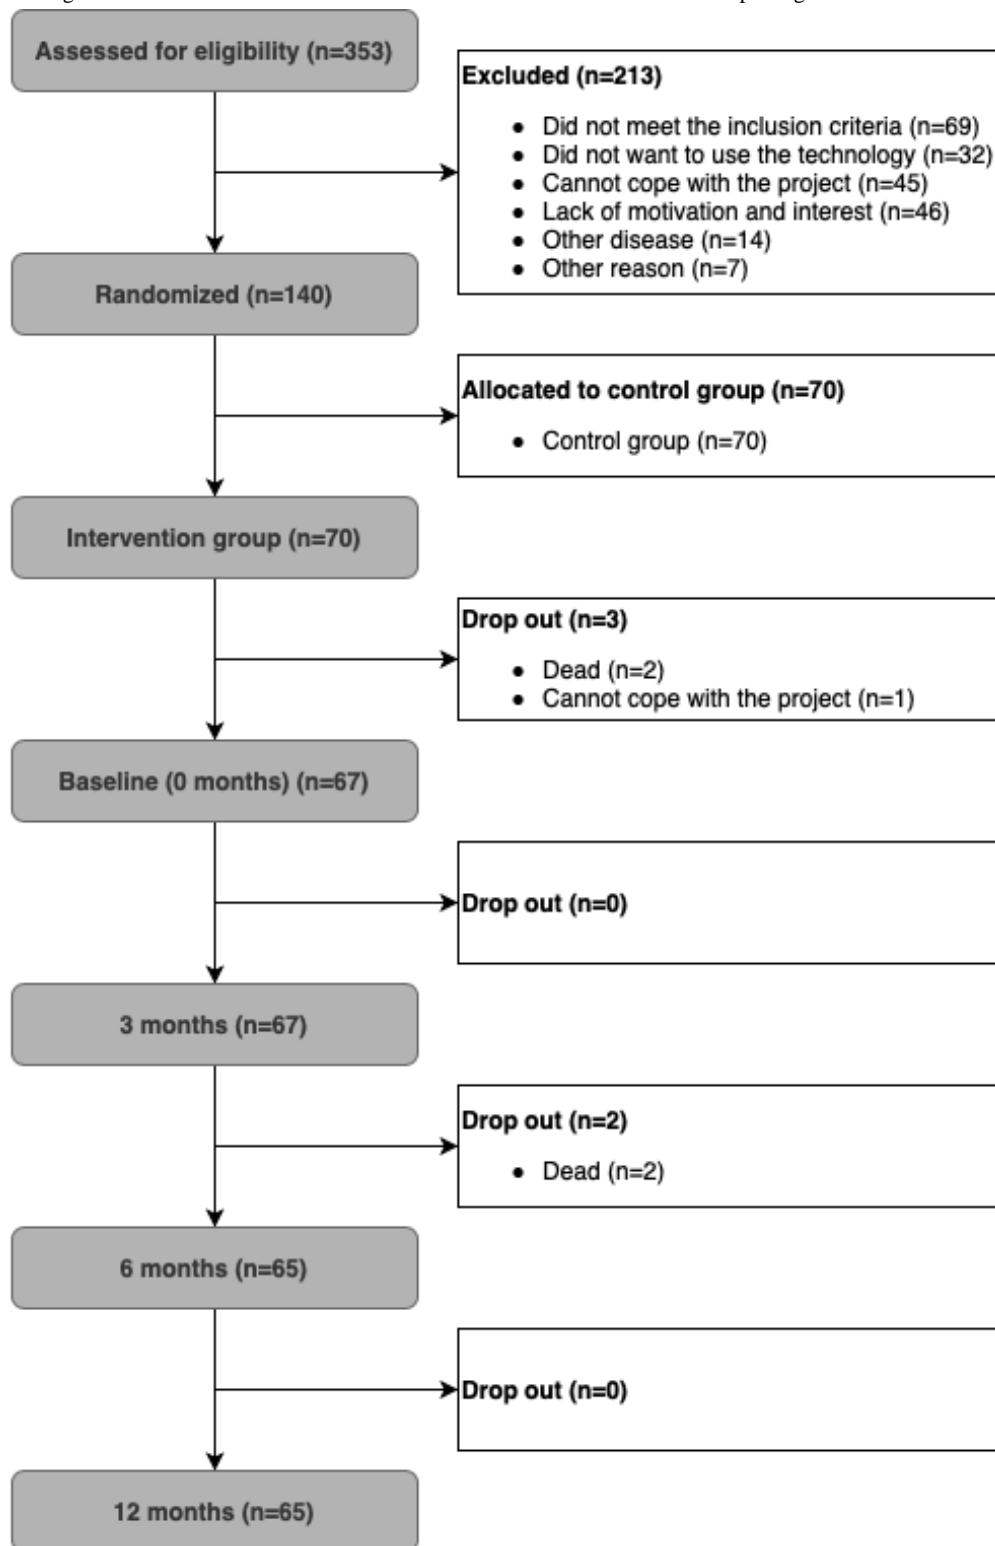 Assessed for eligibility (n=353)
Excluded (n=213)
• Did not meet the inclusion criteria (n=69)
• Did not want to use the technology (n=32)
• Cannot cope with the project (n=45)
• Lack of motivation and interest (n=46)
• Other disease (n=14)
• Other reason (n=7)
Randomized (n=140)
Allocated to control group (n=70)
• Control group (n=70)
Intervention group (n=70)
Drop out (n=3)
• Dead (n=2)
• Cannot cope with the project (n=1)
Baseline (0 months) (n=67)
Drop out (n=0)
3 months (n=67)
Drop out (n=2)
• Dead (n=2)
6 months (n=65)
Drop out (n=0)
12 months (n=65)